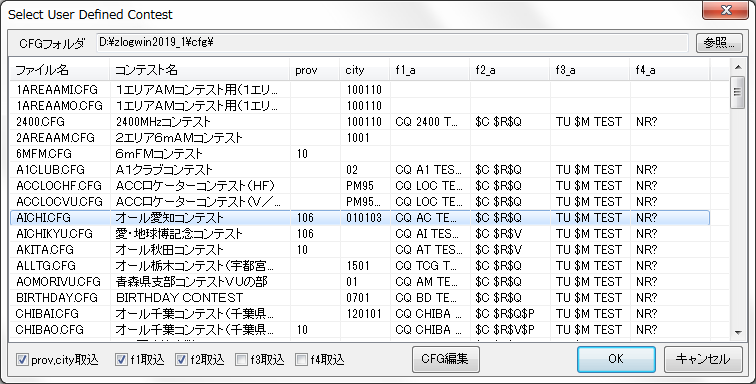 Select User Defined Contest
CFGフォルダ D:¥zlogwin2019_1¥cfg¥ 参照...
ファイル名 コンテスト名 prov city f1_a f2_a f3_a f4_a
1AREAAMI.CFG 1エリアAMコンテスト用(1エリ... 100110
1AREAAMO.CFG 1エリアAMコンテスト用(1エリ... 100110
2400.CFG 2400MHzコンテスト 100110 CQ 2400 T... $C $R$Q TU $M TEST NR?
2AREAAM.CFG 2エリア6mAMコンテスト 1001
6MFM.CFG 6mFMコンテスト 10
A1CLUB.CFG A1クラブコンテスト 02 CQ A1 TES... $C $R$Q TU $M TEST NR?
ACCLOCHF.CFG ACCロケーターコンテスト(HF) PM95 CQ LOC TE... $C $R$Q TU $M TEST NR?
ACCLOCVU.CFG ACCロケーターコンテスト(V/... PM95... CQ LOC TE... $C $R$Q TU $M TEST NR?
AICHI.CFG オール愛知コンテスト 106 010103 CQ AC TE... $C $R$Q TU $M TEST NR?
AICHIKYU.CFG 愛・地球博記念コンテスト 106 CQ AI TES... $C $R$V TU $M TEST NR?
AKITA.CFG オール秋田コンテスト 10 CQ AT TES... $C $R$V TU $M TEST NR?
ALLTG.CFG オール栃木コンテスト(宇都宮... 1501 CQ TCG T... $C $R$Q TU $M TEST NR?
AOMORIVU.CFG 青森県支部コンテストVUの部 01 CQ AM TE... $C $R$Q TU $M TEST NR?
BIRTHDAY.CFG BIRTHDAY CONTEST 0701 CQ BD TE... $C $R$Q TU $M TEST NR?
CHIBAI.CFG オール千葉コンテスト(千葉県... 120101 CQ CHIBA ... $C $R$Q$P TU $M TEST NR?
CHIBAO.CFG オール千葉コンテスト(千葉県... 10 CQ CHIBA ... $C $R$V$P TU $M TEST NR?
prov,city取込 f1取込 f2取込 f3取込 f4取込 CFG編集 OK キャンセル